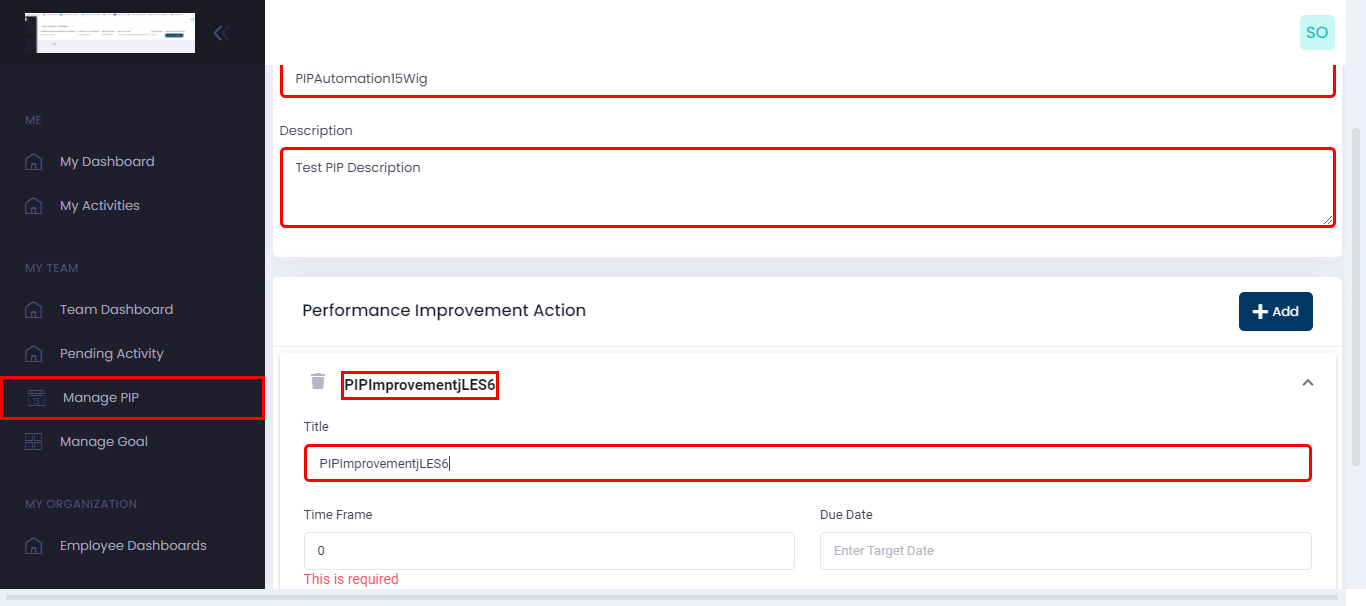 SO
ME
My Dashboard
My Activities
MY TEAM
Team Dashboard
Pending Activity
Manage PIP
Manage Goal
MY ORGANIZATION
Employee Dashboards
PIPAutomation15Wig
Description
Test PIP Description
Performance Improvement Action
Add
PIPImprovementjLES6
Title
PIPImprovementjLES6
Time Frame
Due Date
0
Enter Target Date
This is required